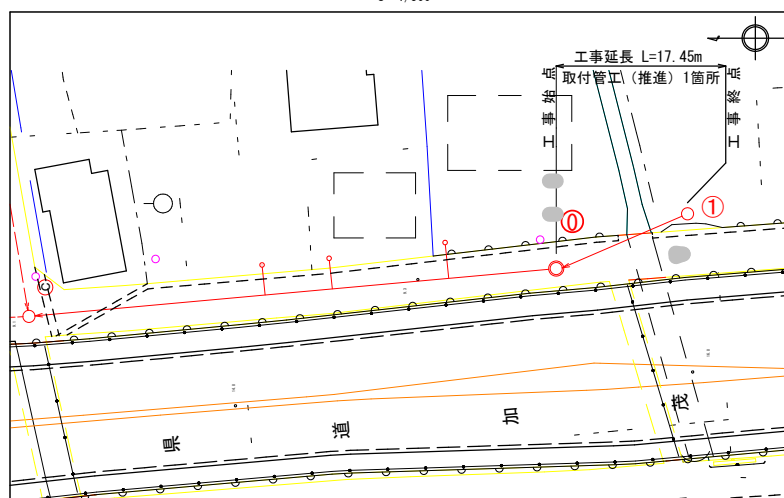 工事延長 L=17.45m
取付管工 (推進) 1箇所
工事始点
工事終点
⓪
①
C
県道加茂